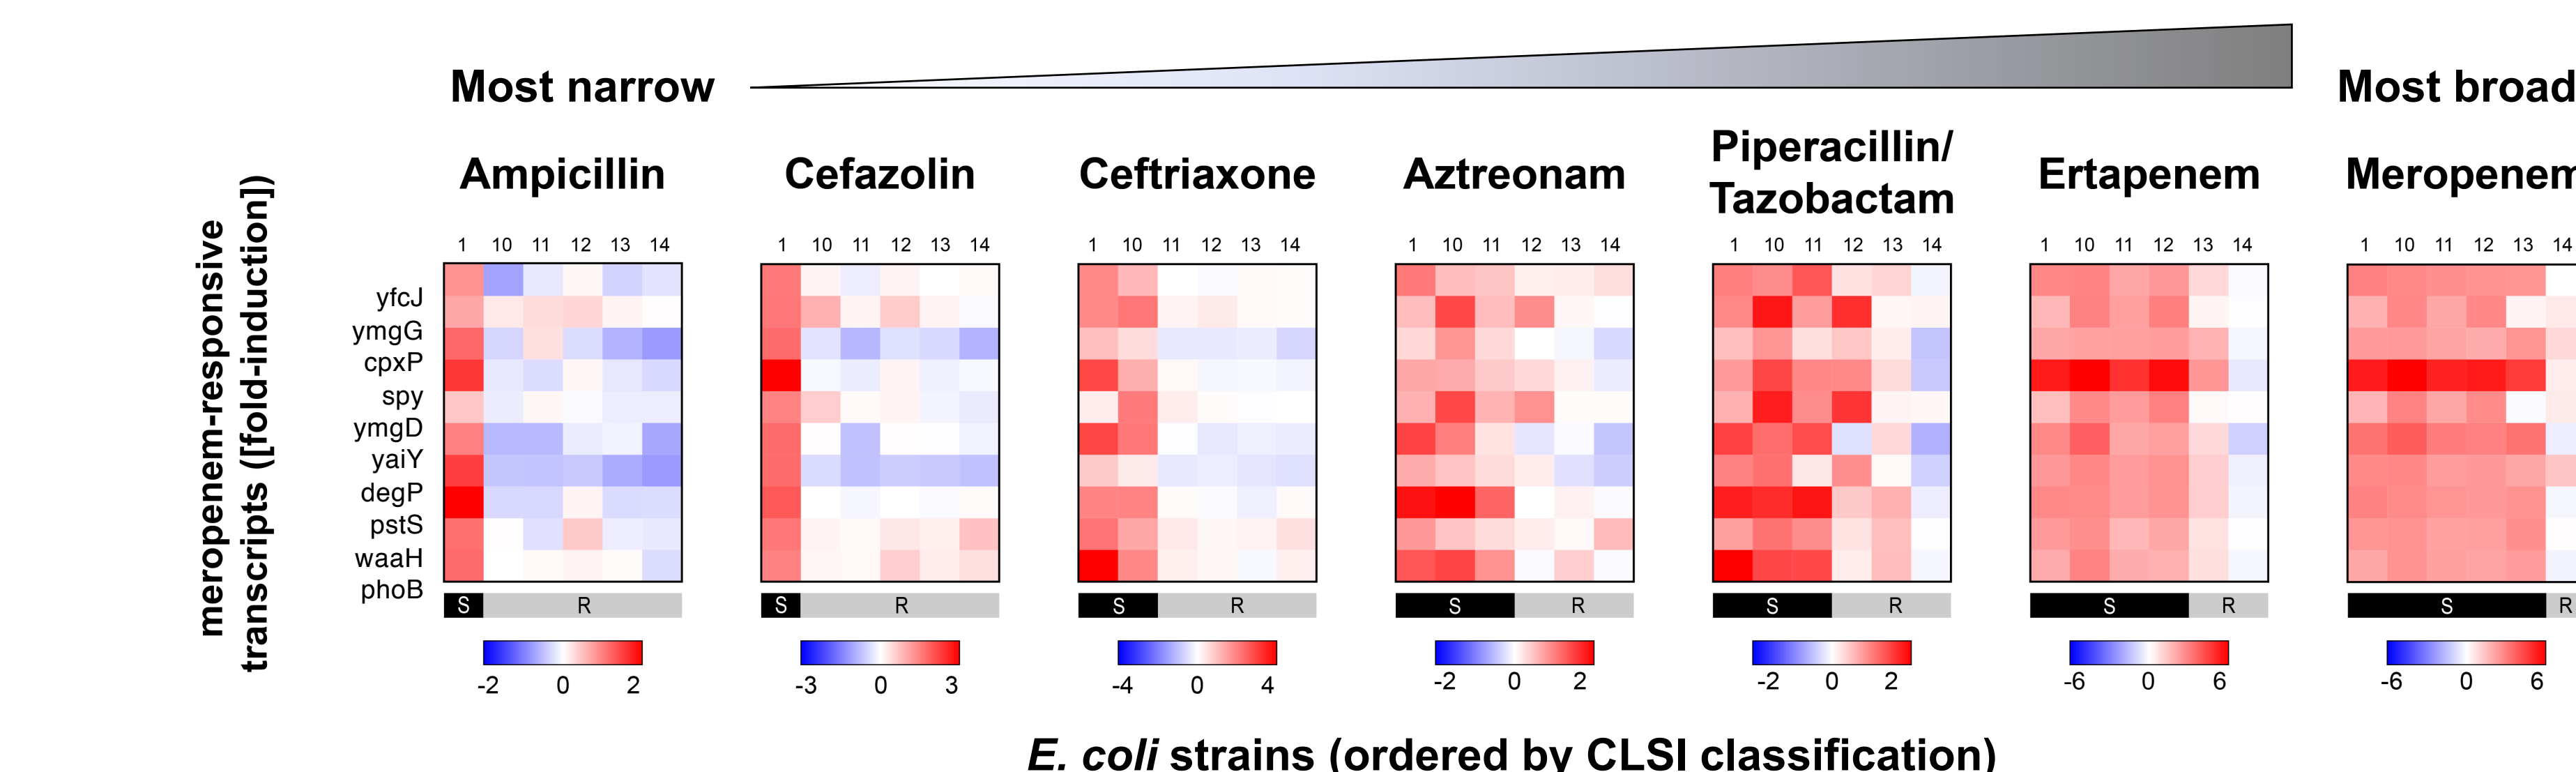 Most narrow
Most broad
Ampicillin
Cefazolin
Ceftriaxone
Aztreonam
Piperacillin/
Tazobactam
Ertapenem
Meropenem
meropenem-responsive
transcripts ([fold-induction])
1 10 11 12 13 14
1 10 11 12 13 14
1 10 11 12 13 14
1 10 11 12 13 14
1 10 11 12 13 14
1 10 11 12 13 14
1 10 11 12 13 14
yfcJ
ymgG
cpxP
spy
ymgD
yaiY
degP
pstS
waaH
phoB
S R
S R
S R
S R
S R
S R
S R
-2 0 2
-3 0 3
-4 0 4
-2 0 2
-2 0 2
-6 0 6
-6 0 6
E. coli strains (ordered by CLSI classification)